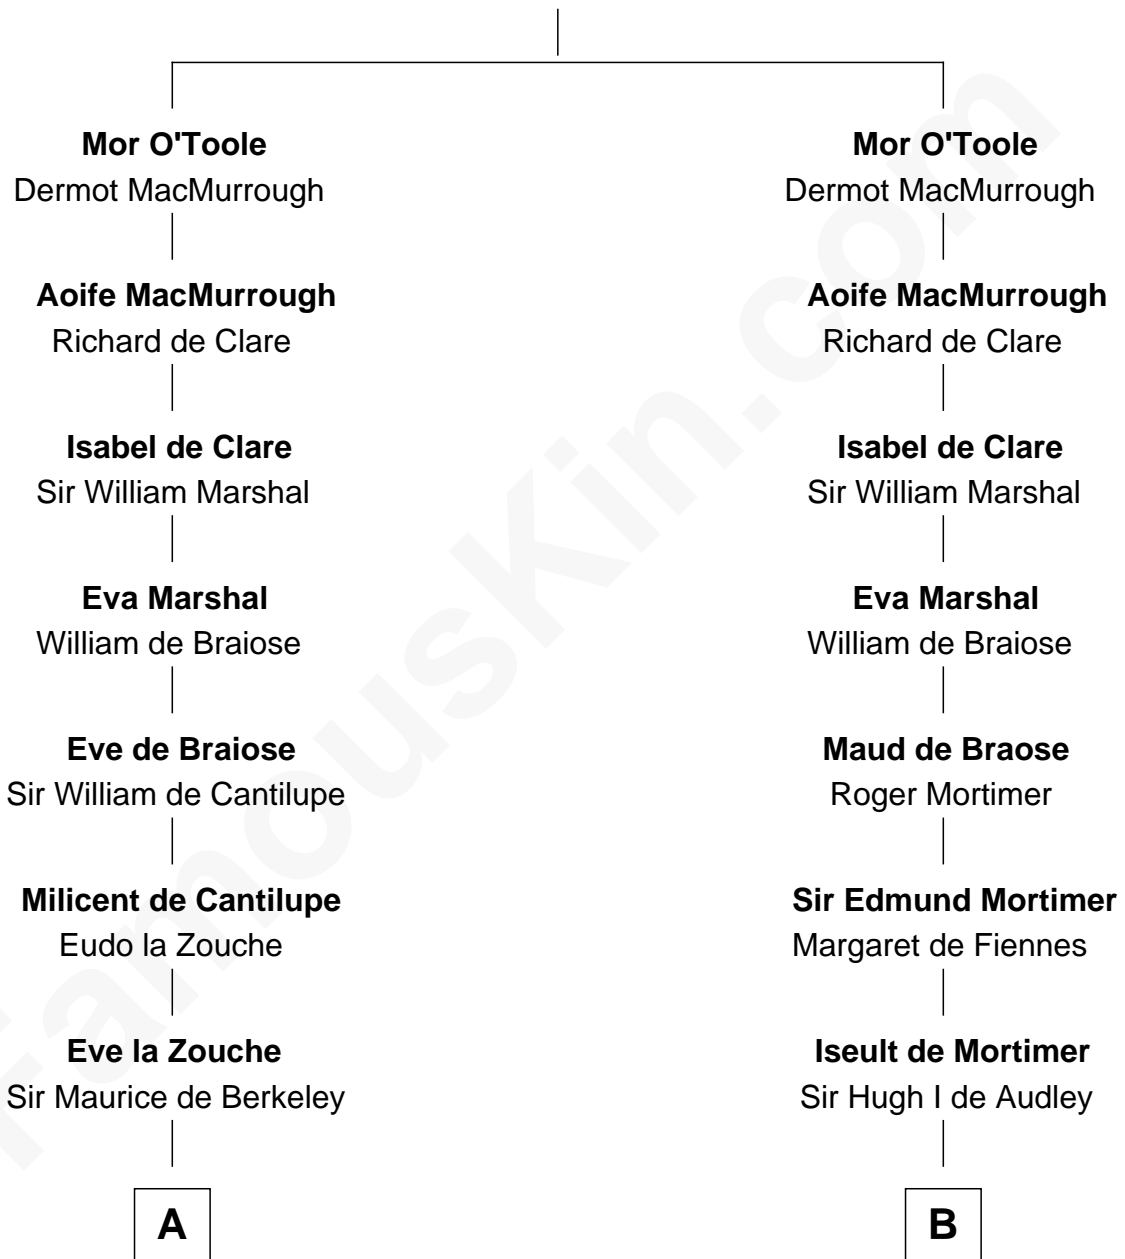 Mor O'Toole
Dermot MacMurrough
Aoife MacMurrough
Richard de Clare
Isabel de Clare
Sir William Marshal
Eva Marshal
William de Braiose
Eve de Braiose
Sir William de Cantilupe
Milicent de Cantilupe
Eudo la Zouche
Eve la Zouche
Sir Maurice de Berkeley
A
Mor O'Toole
Dermot MacMurrough
Aoife MacMurrough
Richard de Clare
Isabel de Clare
Sir William Marshal
Eva Marshal
William de Braiose
Maud de Braose
Roger Mortimer
Sir Edmund Mortimer
Margaret de Fiennes
Iseult de Mortimer
Sir Hugh I de Audley
B
FamousKin.com